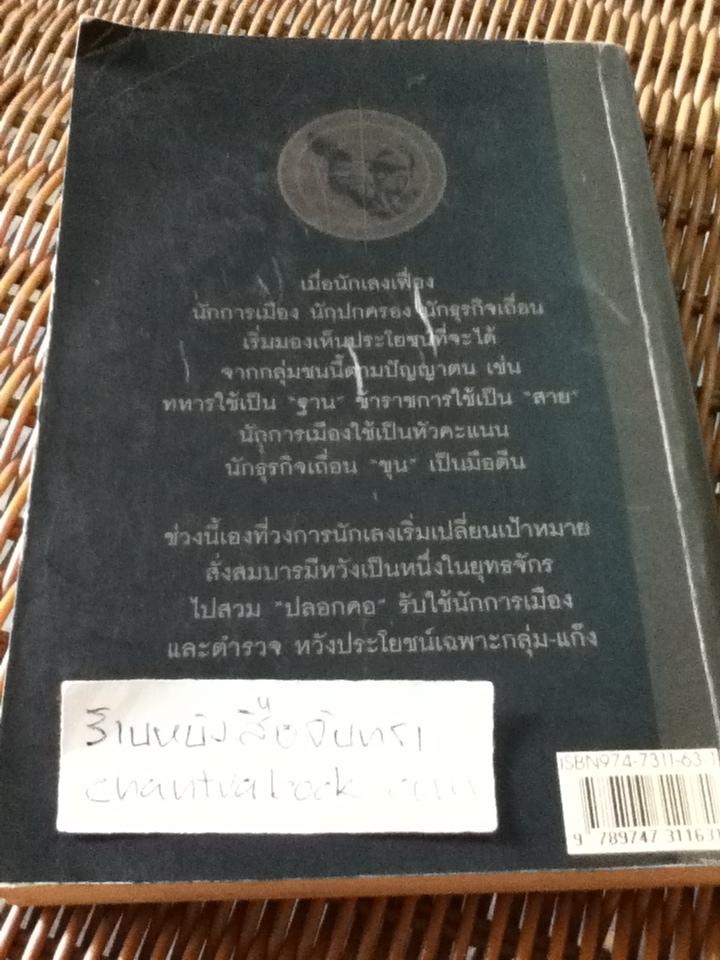 เมื่อนักเลงเฟื่อง
นักการเมือง นักปกครอง นักธุรกิจเถื่อน
เริ่มมองเห็นประโยชน์ที่จะได้
จากกลุ่มชนนี้ตามปัญญาตน เช่น
ทหารใช้เป็น "ฐาน" ข้าราชการใช้เป็น "สาย"
นักการเมืองใช้เป็นหัวคะแนน
นักธุรกิจเถื่อน "ขุน" เป็นมือตีน
ช่วงนี้เองที่วงการนักเลงเริ่มเปลี่ยนเป้าหมาย
สั่งสมบารมีหวังเป็นหนึ่งในยุทธจักร
ไปสวม "ปลอกคอ" รับใช้นักการเมือง
และตำรวจ หวังประโยชน์เฉพาะกลุ่ม-แก๊ง
ร้านหนังสือจันทรา
chantrabook.com
ISBN974-7311-63-1
9 789747 311631